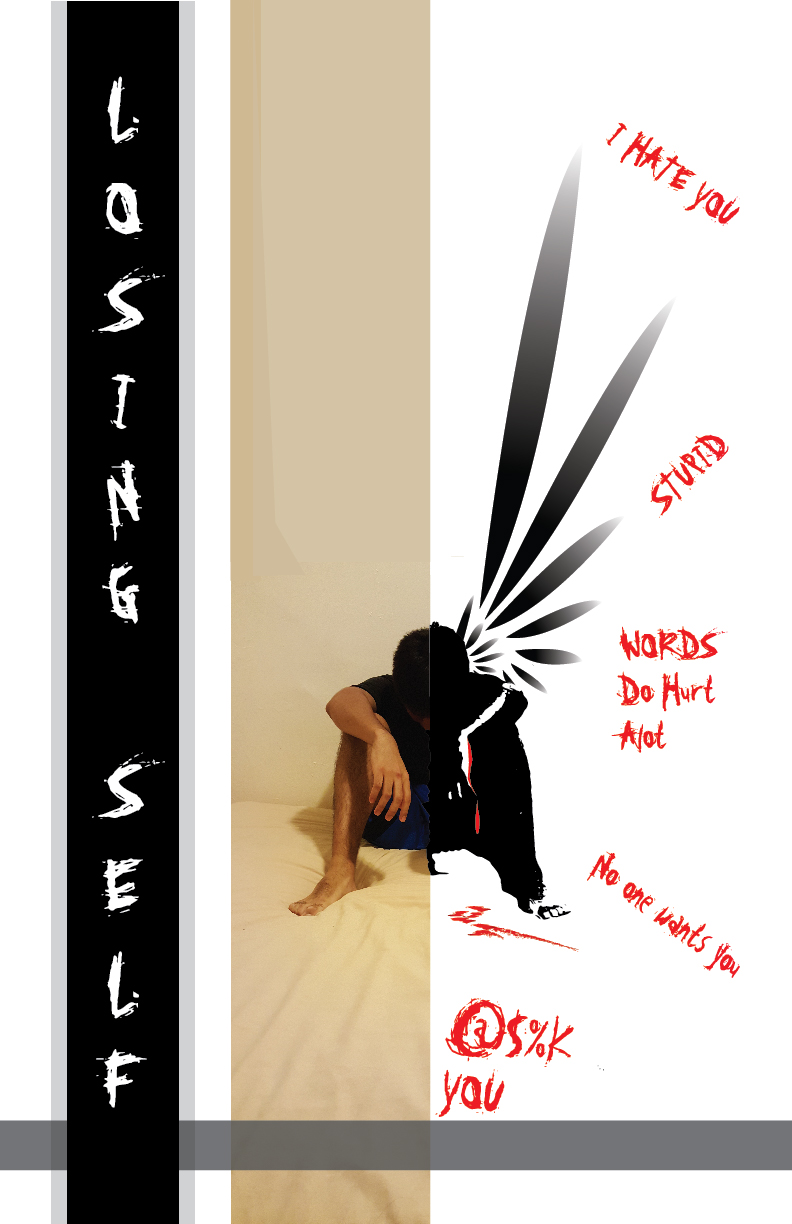 LOSING SELF
I HATE you
STUPID
WORDS
Do Hurt
Alot
No one wants you
@$%K
you